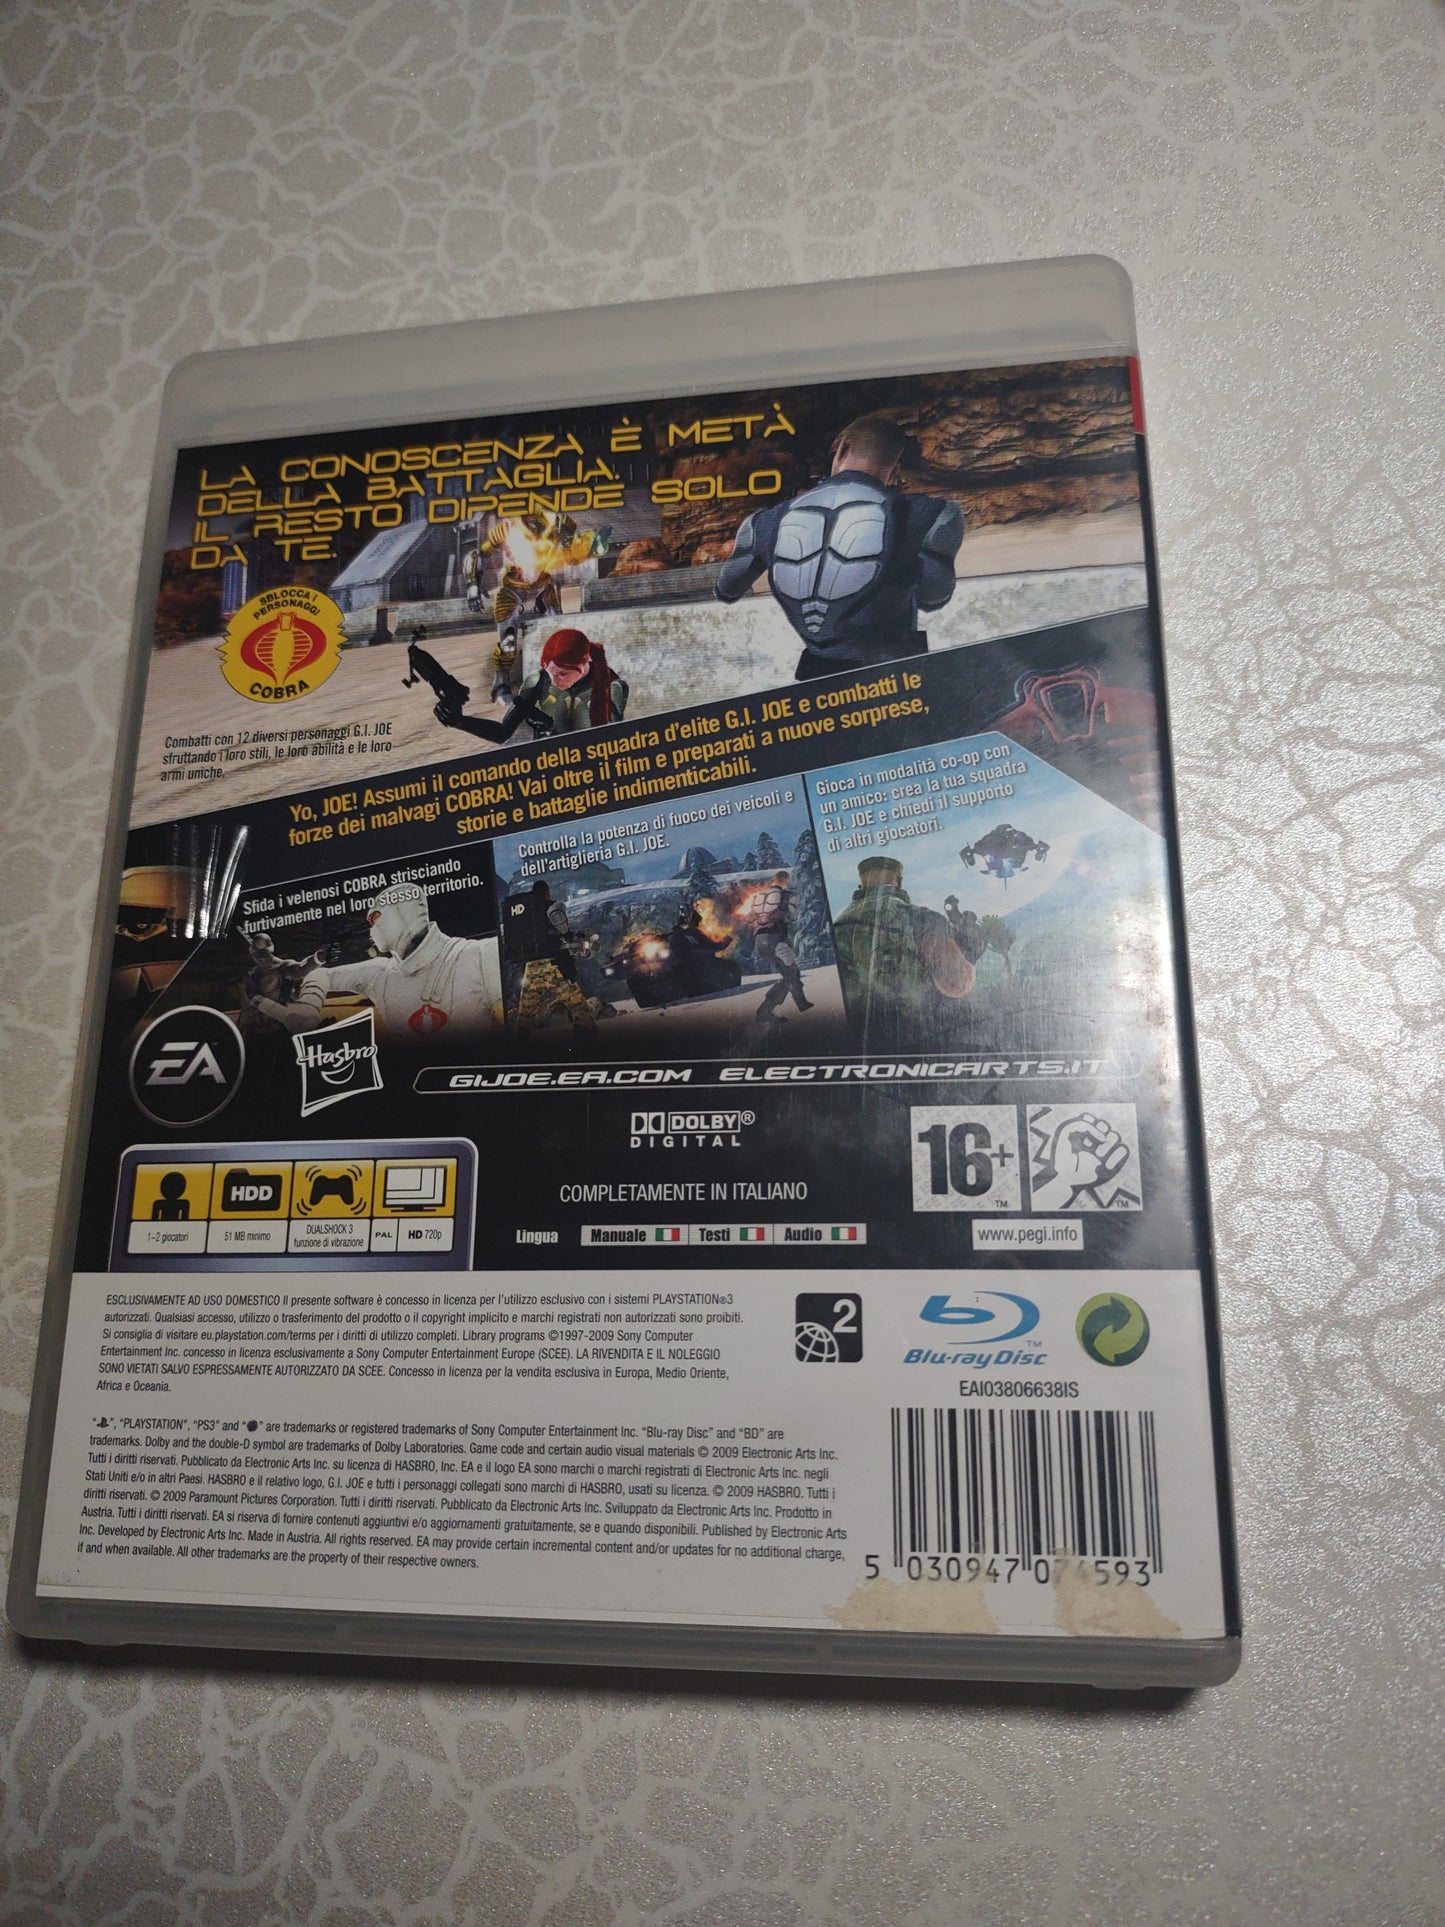 LA CONOSCENZA È METÀ
DELLA BATTAGLIA.
IL RESTO DIPENDE SOLO
DA TE.
SBLOCCA I
PERSONAGGI
COBRA
Combatti con 12 diversi personaggi G.I. JOE
sfruttando i loro stili, le loro abilità e le loro
armi uniche.
Yo, JOE! Assumi il comando della squadra d'elite G.I. JOE e combatti le
forze dei malvagi COBRA! Vai oltre il film e preparati a nuove sorprese,
storie e battaglie indimenticabili.
Sfida i velenosi COBRA strisciando
furtivamente nel loro stesso territorio.
Controlla la potenza di fuoco dei veicoli e
dell'artiglieria G.I. JOE.
Gioca in modalità co-op con
un amico: crea la tua squadra
G.I. JOE e chiedi il supporto
di altri giocatori.
HD
EA
Hasbro
GIJOE.EA.COM ELECTRONICARTS.IT
DOLBY®
DIGITAL
16+
TM
TM
HDD
1-2 giocatori
51 MB minimo
DUALSHOCK 3
funzione di vibrazione
PAL
HD 720p
COMPLETAMENTE IN ITALIANO
Lingua Manuale Testi Audio
www.pegi.info
ESCLUSIVAMENTE AD USO DOMESTICO Il presente software è concesso in licenza per l'utilizzo esclusivo con i sistemi PLAYSTATION®3
autorizzati. Qualsiasi accesso, utilizzo o trasferimento del prodotto o il copyright implicito e marchi registrati non autorizzati sono proibiti.
Si consiglia di visitare eu.playstation.com/terms per i diritti di utilizzo completi. Library programs ©1997-2009 Sony Computer
Entertainment Inc. concesso in licenza esclusivamente a Sony Computer Entertainment Europe (SCEE). LA RIVENDITA E IL NOLEGGIO
SONO VIETATI SALVO ESPRESSAMENTE AUTORIZZATO DA SCEE. Concesso in licenza per la vendita esclusiva in Europa, Medio Oriente,
Africa e Oceania.
2
TM
Blu-ray Disc
EAI03806638IS
" ", "PLAYSTATION", "PS3" and " " are trademarks or registered trademarks of Sony Computer Entertainment Inc. "Blu-ray Disc" and "BD" are
trademarks. Dolby and the double-D symbol are trademarks of Dolby Laboratories. Game code and certain audio visual materials © 2009 Electronic Arts Inc.
Tutti i diritti riservati. Pubblicato da Electronic Arts Inc. su licenza di HASBRO, Inc. EA e il logo EA sono marchi o marchi registrati di Electronic Arts Inc. negli
Stati Uniti e/o in altri Paesi. HASBRO e il relativo logo, G.I. JOE e tutti i personaggi collegati sono marchi di HASBRO, usati su licenza. © 2009 HASBRO. Tutti i
diritti riservati. © 2009 Paramount Pictures Corporation. Tutti i diritti riservati. Pubblicato da Electronic Arts Inc. Sviluppato da Electronic Arts Inc. Prodotto in
Austria. Tutti i diritti riservati. EA si riserva di fornire contenuti aggiuntivi e/o aggiornamenti gratuitamente, se e quando disponibili. Published by Electronic Arts
Inc. Developed by Electronic Arts Inc. Made in Austria. All rights reserved. EA may provide certain incremental content and/or updates for no additional charge,
if and when available. All other trademarks are the property of their respective owners.
5 030947 074593